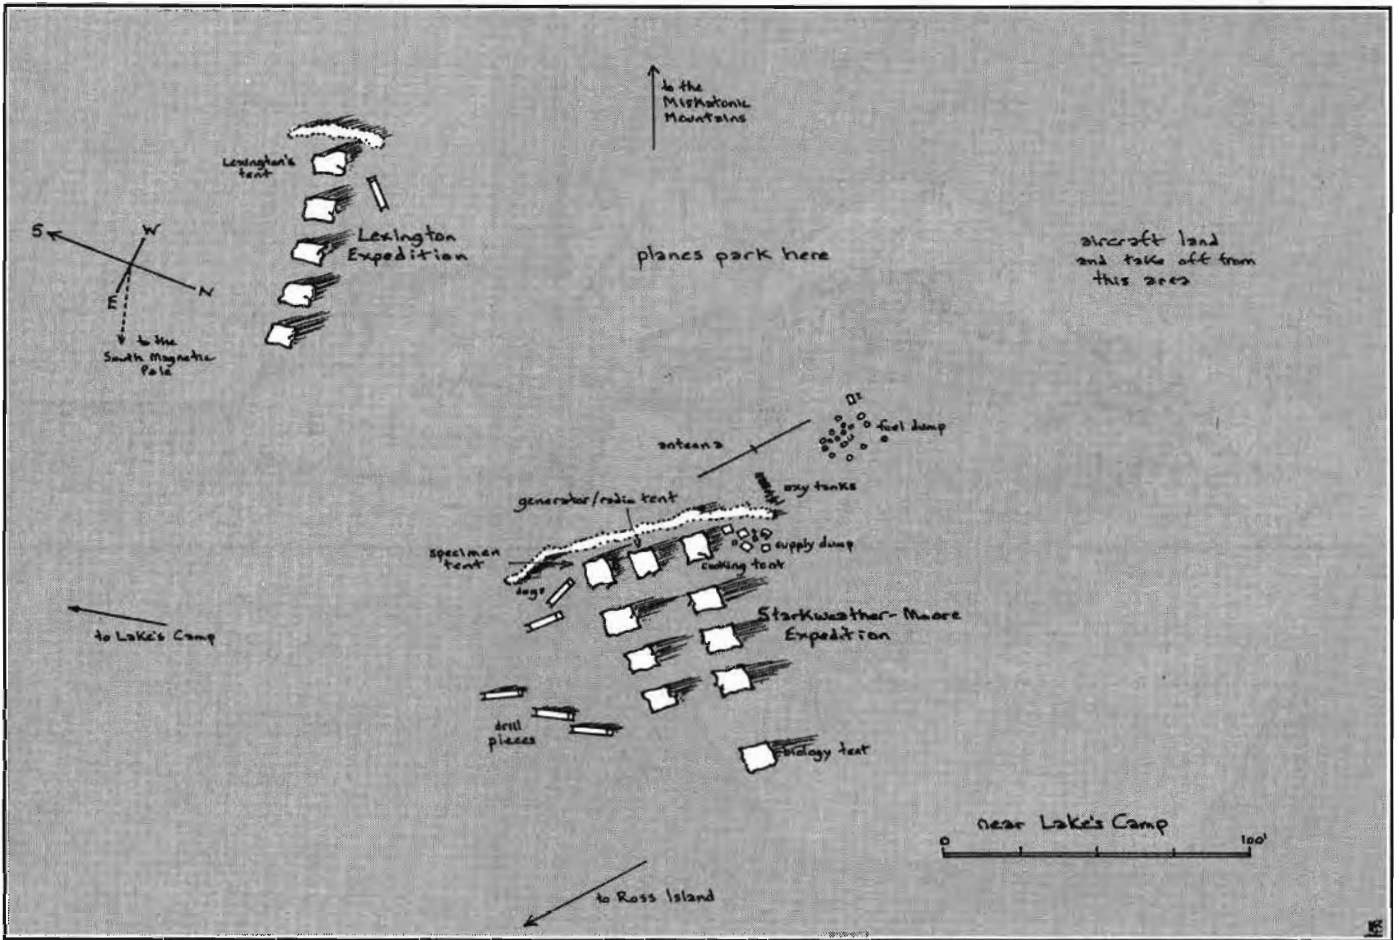 to the
Miskatonic
Mountains
Lexington's
tent
Lexington
Expedition
S
W
N
E
to the
South Magnetic
Pole
planes park here
aircraft land
and take off from
this area
fuel dump
antenna
oxy tanks
generator/radio tent
supply dump
specimen
tent
cooking tent
dogs
Starkweather-Moore
Expedition
to Lake's Camp
drill
pieces
biology tent
near Lake's Camp
0
100'
to Ross Island